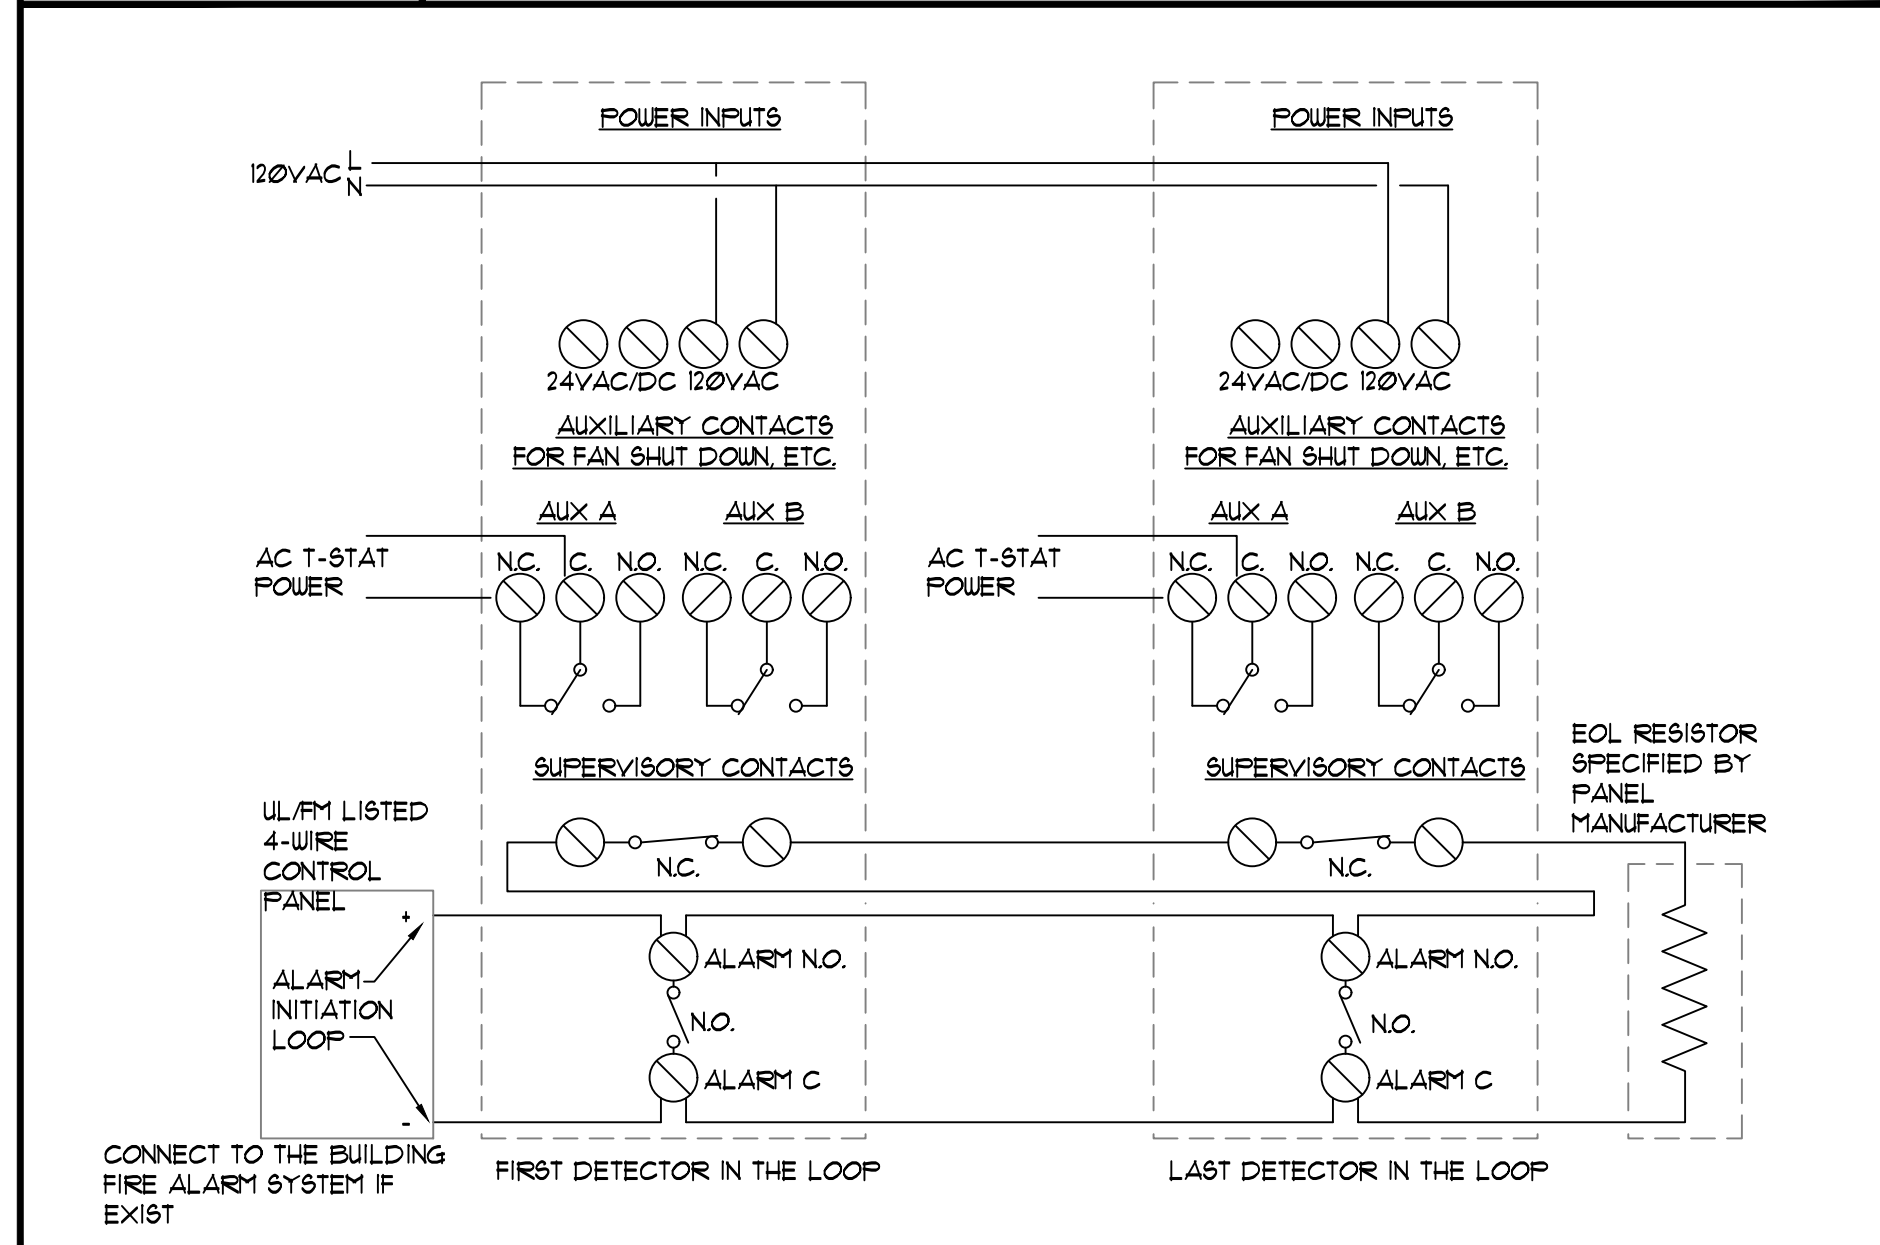 POWER INPUTS
POWER INPUTS
120VAC L
N
24VAC/DC 120VAC
24VAC/DC 120VAC
AUXILIARY CONTACTS
FOR FAN SHUT DOWN, ETC.
AUXILIARY CONTACTS
FOR FAN SHUT DOWN, ETC.
AUX A
AUX B
AUX A
AUX B
AC T-STAT
POWER
N.C. C. N.O. N.C. C. N.O.
AC T-STAT
POWER
N.C. C. N.O. N.C. C. N.O.
SUPERVISORY CONTACTS
SUPERVISORY CONTACTS
EOL RESISTOR
SPECIFIED BY
PANEL
MANUFACTURER
UL/FM LISTED
4-WIRE
CONTROL
PANEL
N.C.
N.C.
+
ALARM
INITIATION
LOOP
-
ALARM N.O.
N.O.
ALARM C
ALARM N.O.
N.O.
ALARM C
CONNECT TO THE BUILDING
FIRE ALARM SYSTEM IF
EXIST
FIRST DETECTOR IN THE LOOP
LAST DETECTOR IN THE LOOP